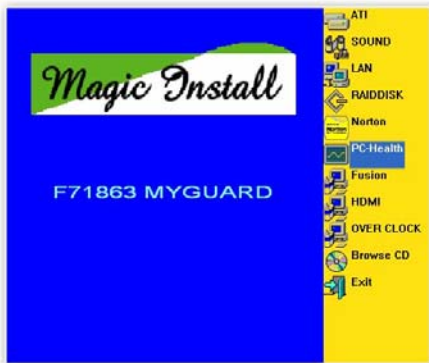 Magic Install
F71863 MYGUARD
ATI
SOUND
LAN
RAIDDISK
Norton
PC-Health
Fusion
HDMI
OVER CLOCK
Browse CD
Exit